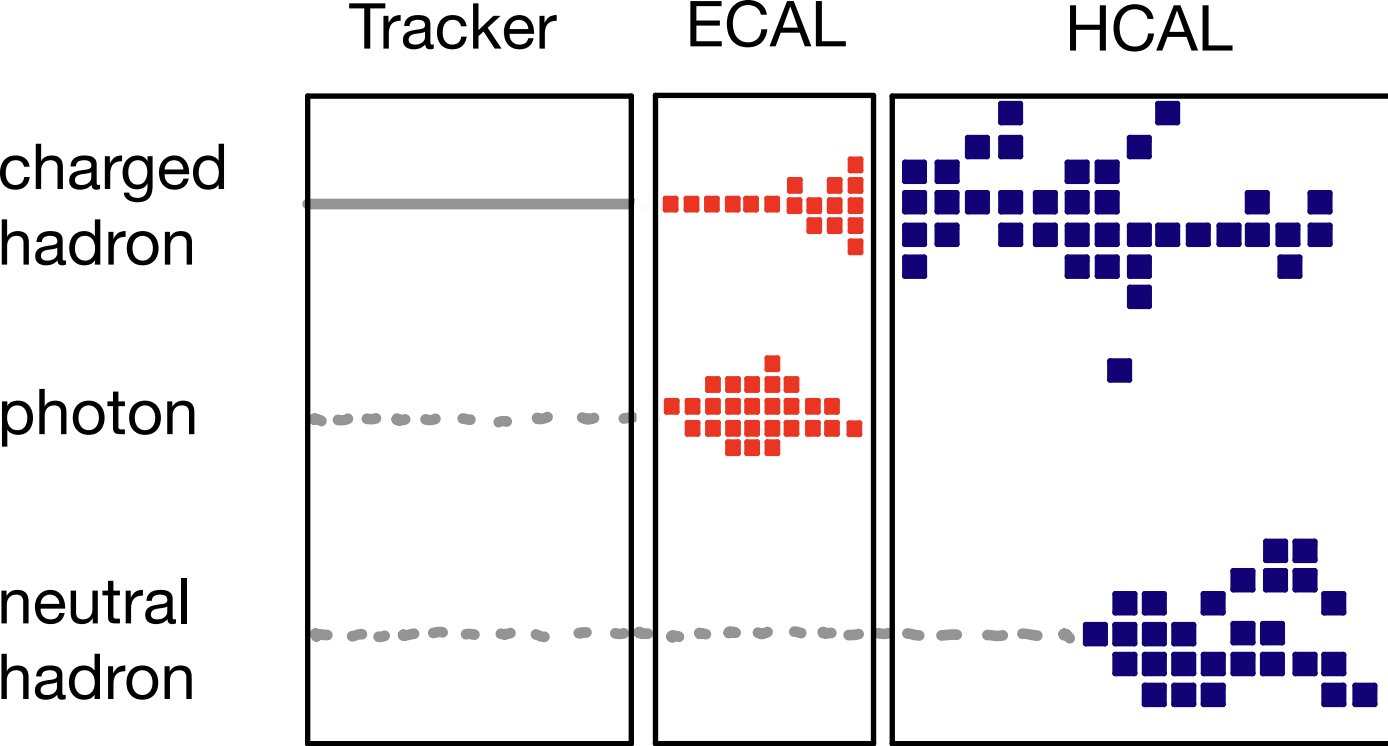 Tracker ECAL HCAL
charged
hadron
photon
neutral
hadron